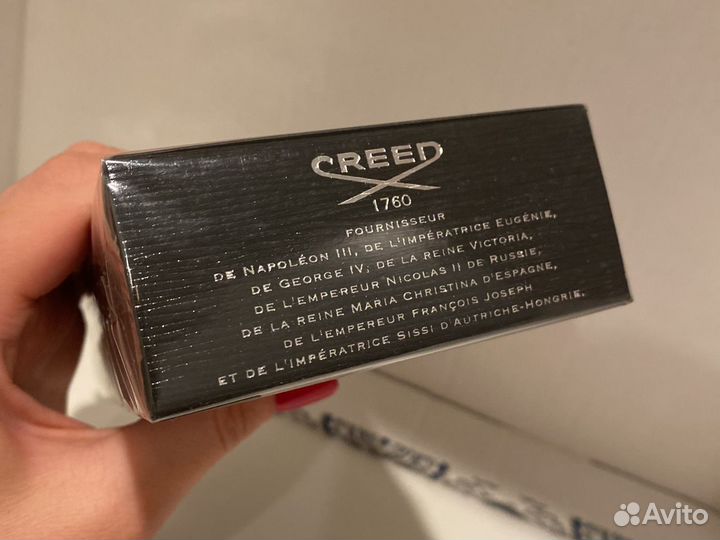 CREED
1760
FOURNISSEUR
DE NAPOLÉON III, DE L'IMPÉRATRICE EUGÉNIE,
DE GEORGE IV, DE LA REINE VICTORIA,
DE L'EMPEREUR NICOLAS II DE RUSSIE,
DE LA REINE MARIA CHRISTINA D'ESPAGNE,
DE L'EMPEREUR FRANÇOIS JOSEPH
ET DE L'IMPÉRATRICE SISSI D'AUTRICHE-HONGRIE.
Avito